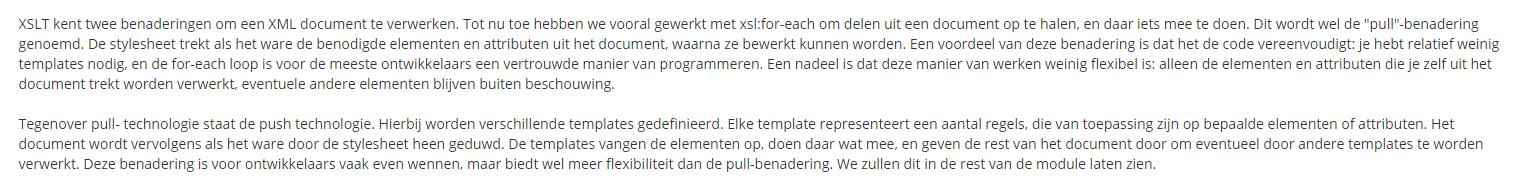 XSLT kent twee benaderingen om een XML document te verwerken. Tot nu toe hebben we vooral gewerkt met xsl:for-each om delen uit een document op te halen, en daar iets mee te doen. Dit wordt wel de "pull"-benadering
genoemd. De stylesheet trekt als het ware de benodigde elementen en attributen uit het document, waarna ze bewerkt kunnen worden. Een voordeel van deze benadering is dat het de code vereenvoudigt: je hebt relatief weinig
templates nodig, en de for-each loop is voor de meeste ontwikkelaars een vertrouwde manier van programmeren. Een nadeel is dat deze manier van werken weinig flexibel is: alleen de elementen en attributen die je zelf uit het
document trekt worden verwerkt, eventuele andere elementen blijven buiten beschouwing.
Tegenover pull- technologie staat de push technologie. Hierbij worden verschillende templates gedefinieerd. Elke template representeert een aantal regels, die van toepassing zijn op bepaalde elementen of attributen. Het
document wordt vervolgens als het ware door de stylesheet heen geduwd. De templates vangen de elementen op, doen daar wat mee, en geven de rest van het document door om eventueel door andere templates te worden
verwerkt. Deze benadering is voor ontwikkelaars vaak even wennen, maar biedt wel meer flexibiliteit dan de pull-benadering. We zullen dit in de rest van de module laten zien.